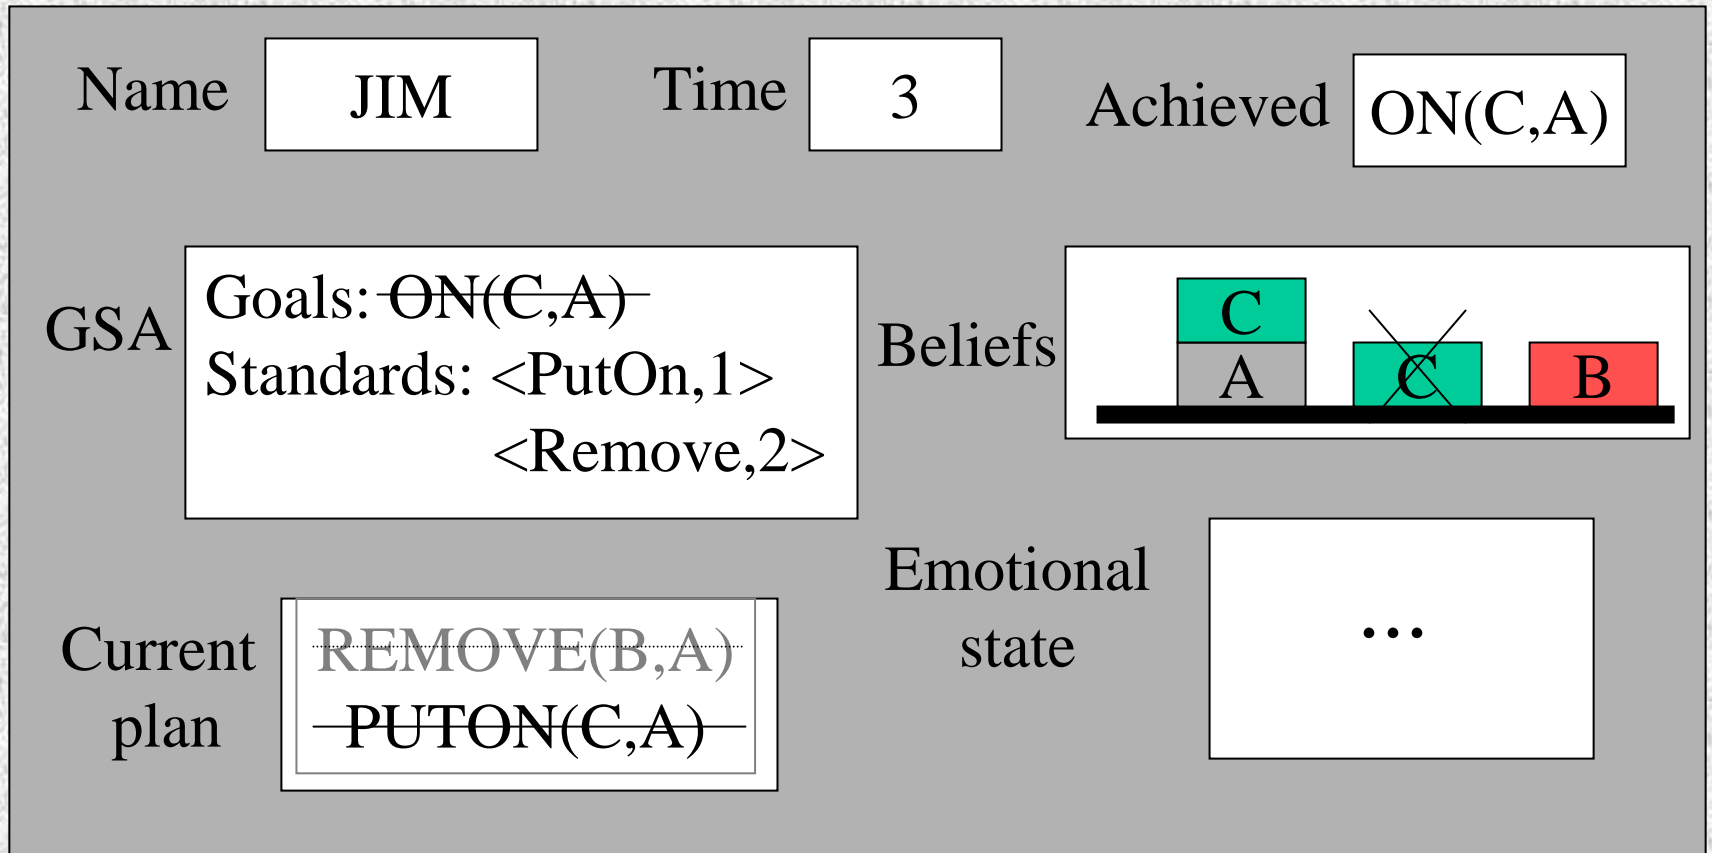 Name JIM Time 3 Achieved ON(C,A)
GSA
Goals: ON(C,A)
Standards: <PutOn,1>
<Remove,2>
Beliefs
C
A C B
Current
plan
REMOVE(B,A)
PUTON(C,A)
Emotional
state
...